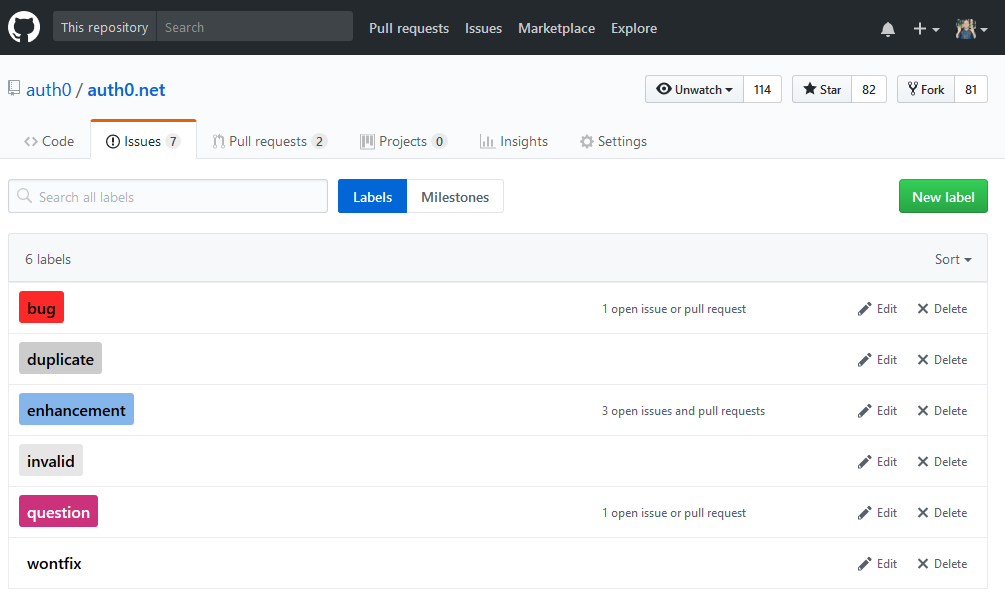 This repository Search Pull requests Issues Marketplace Explore
auth0 / auth0.net Unwatch 114 Star 82 Fork 81
Code Issues 7 Pull requests 2 Projects 0 Insights Settings
Search all labels Labels Milestones New label
6 labels Sort
bug 1 open issue or pull request Edit Delete
duplicate Edit Delete
enhancement 3 open issues and pull requests Edit Delete
invalid Edit Delete
question 1 open issue or pull request Edit Delete
wontfix Edit Delete